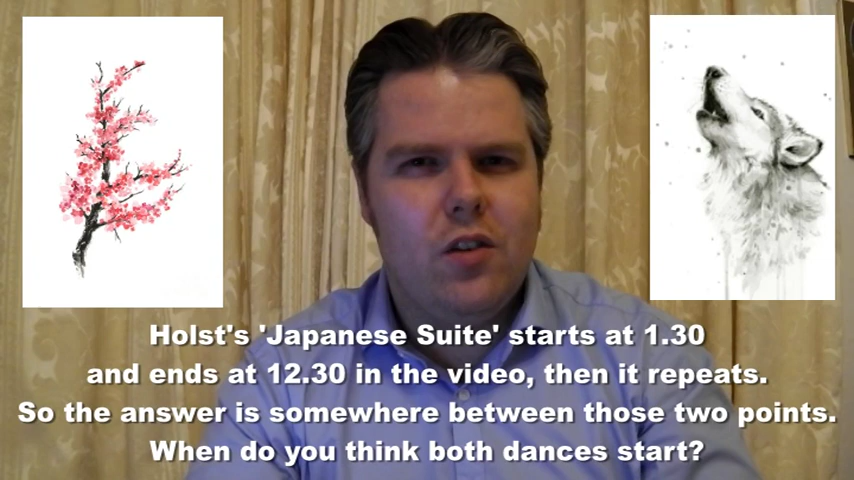 Holst's 'Japanese Suite' starts at 1.30
and ends at 12.30 in the video, then it repeats.
So the answer is somewhere between those two points.
When do you think both dances start?